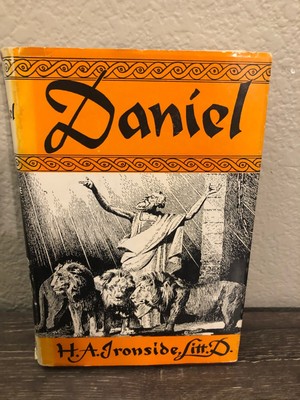 Daniel
H.A. Ironside, Litt.D.